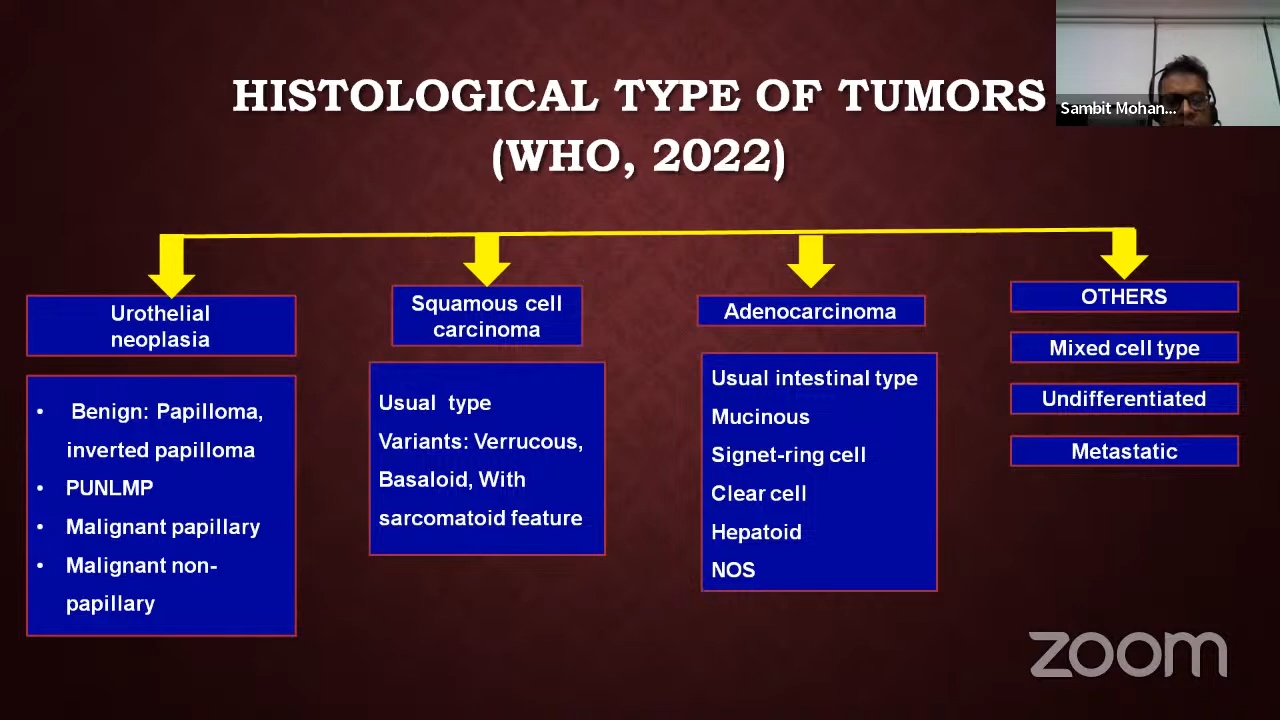 HISTOLOGICAL TYPE OF TUMORS
(WHO, 2022)
Sambit Mohan...
Urothelial
neoplasia
• Benign: Papilloma,
inverted papilloma
• PUNLMP
• Malignant papillary
• Malignant non-
papillary
Squamous cell
carcinoma
Usual type
Variants: Verrucous,
Basaloid, With
sarcomatoid feature
Adenocarcinoma
Usual intestinal type
Mucinous
Signet-ring cell
Clear cell
Hepatoid
NOS
OTHERS
Mixed cell type
Undifferentiated
Metastatic
zoom